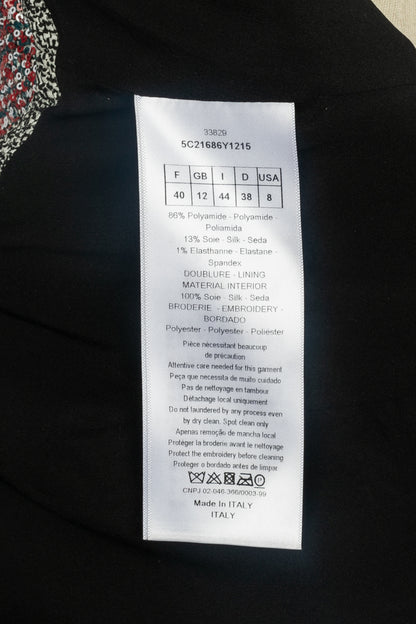 33829
5C21686Y1215
F GB I D USA
40 12 44 38 8
86% Polyamide - Polyamide -
Poliamida
13% Soie - Silk - Seda
1% Elasthanne - Elastane -
Spandex
DOUBLURE - LINING
MATERIAL INTERIOR
100% Soie - Silk - Seda
BRODERIE - EMBROIDERY -
BORDADO
Polyester - Polyester - Poliéster
Pièce nécessitant beaucoup
de précaution
Attentive care needed for this garment
Peça que necessita de muito cuidado
Pas de nettoyage en tambour
Détachage local uniquement
Do not laundered by any process even
by dry clean. Spot clean only
Apenas remoção de mancha local
Protéger la broderie avant le nettoyage
Protect the embroidery before cleaning
Proteger o bordado antes de limpar
CNPJ 02.046.366/0003-99
Made In ITALY
ITALY